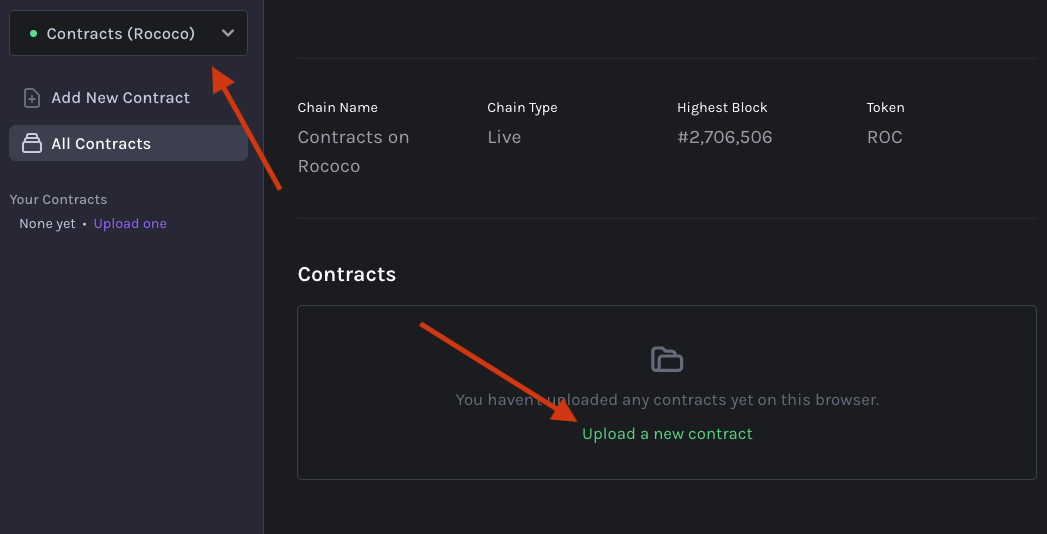 Contracts (Rococo)
Add New Contract
All Contracts
Your Contracts
None yet • Upload one
Chain Name
Contracts on
Rococo
Chain Type
Live
Highest Block
#2,706,506
Token
ROC
Contracts
You haven't uploaded any contracts yet on this browser.
Upload a new contract